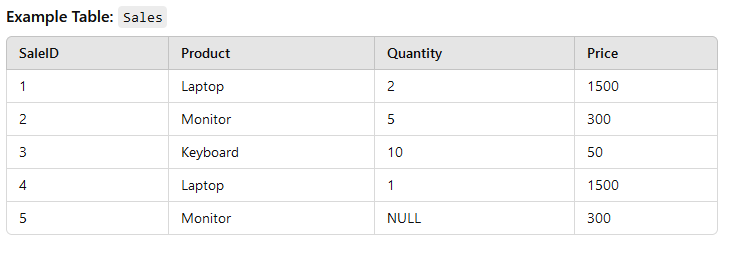 Example Table: Sales
SaleID Product Quantity Price
1 Laptop 2 1500
2 Monitor 5 300
3 Keyboard 10 50
4 Laptop 1 1500
5 Monitor NULL 300